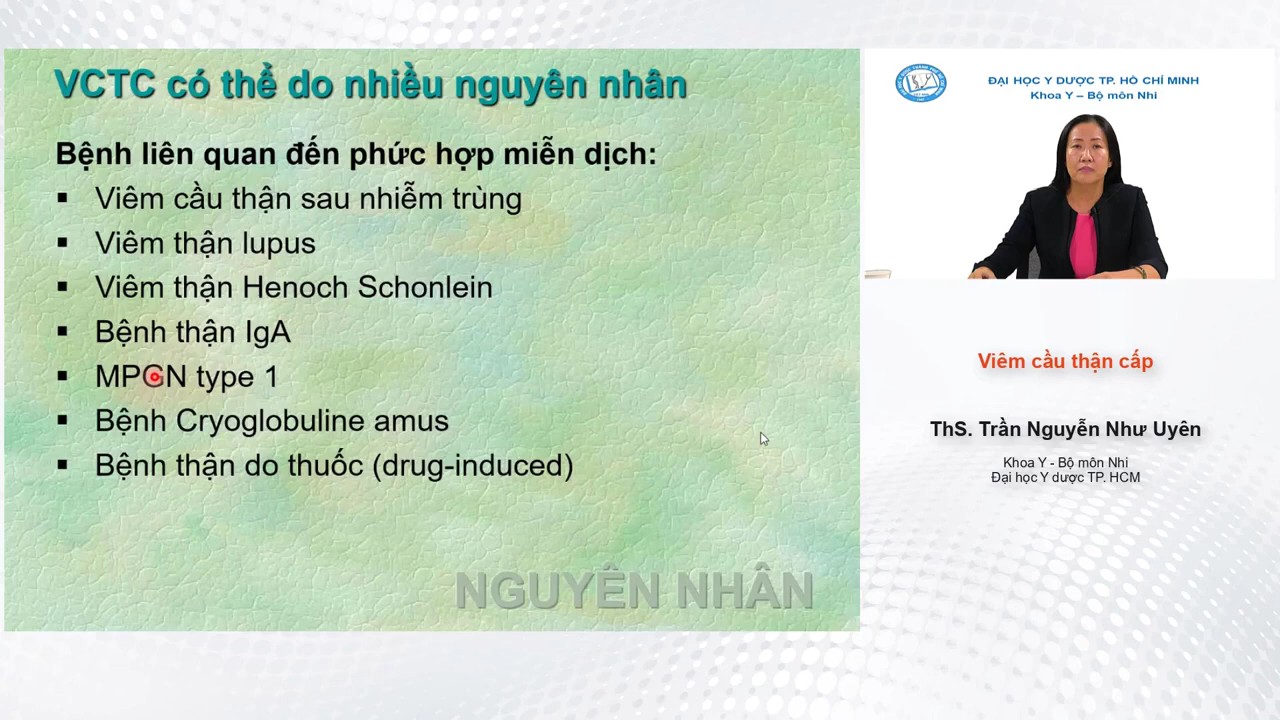 VCTC có thể do nhiều nguyên nhân
Bệnh liên quan đến phức hợp miễn dịch:
▪ Viêm cầu thận sau nhiễm trùng
▪ Viêm thận lupus
▪ Viêm thận Henoch Schonlein
▪ Bệnh thận IgA
▪ MPGN type 1
▪ Bệnh Cryoglobuline amus
▪ Bệnh thận do thuốc (drug-induced)
NGUYÊN NHÂN
ĐẠI HỌC Y DƯỢC TP. HỒ CHÍ MINH
Khoa Y – Bộ môn Nhi
Viêm cầu thận cấp
ThS. Trần Nguyễn Như Uyên
Khoa Y - Bộ môn Nhi
Đại học Y dược TP. HCM